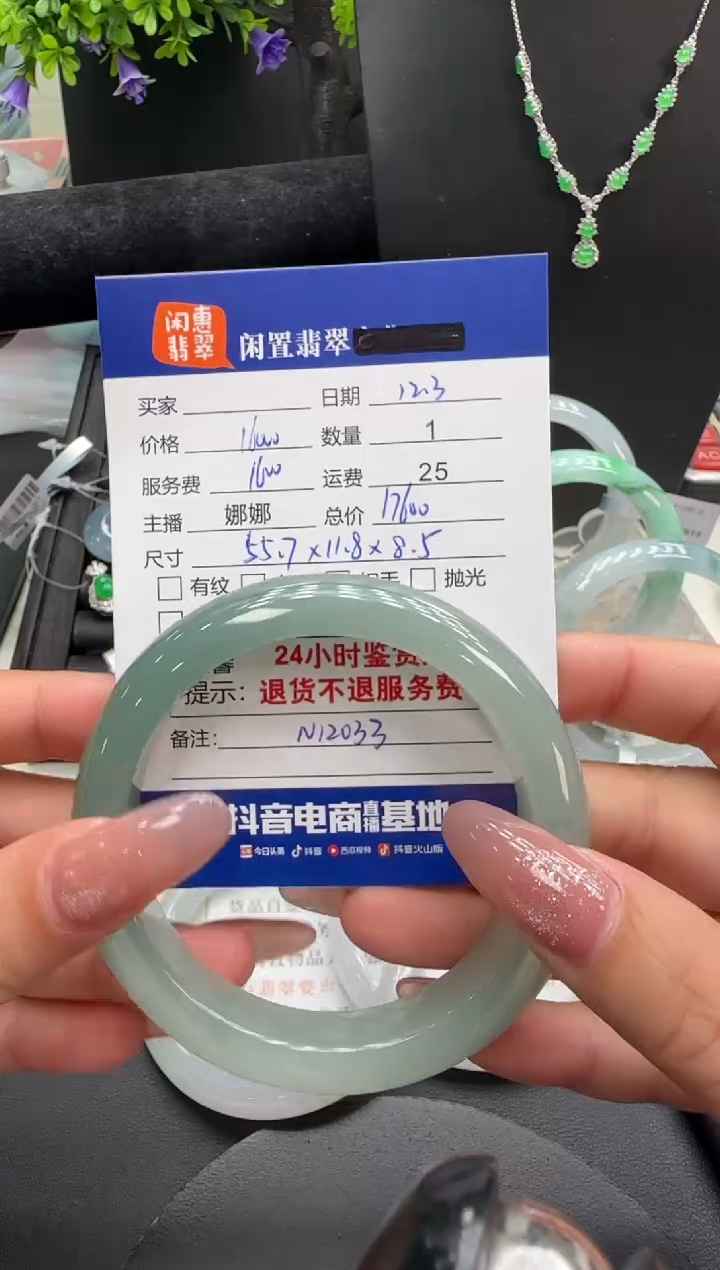 闲惠
翡翠
闲置翡翠
买家 日期 12.3
价格 16000 数量 1
服务费 1600 运费 25
主播 娜娜 总价 17600
尺寸 55.7×11.8×8.5
有纹 抛光
24小时鉴赏
提示：退货不退服务费
备注: N12033
抖音电商直播基地
今日头条 抖音 西瓜视频 抖音火山版